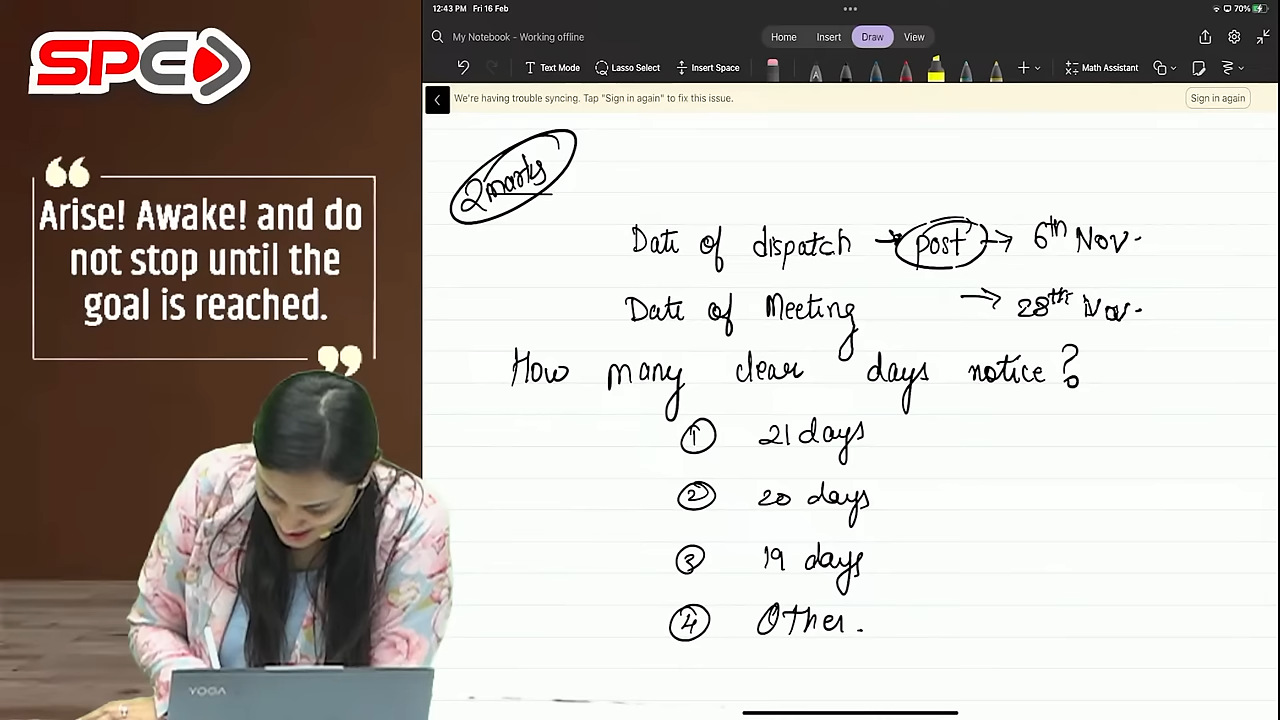 SPC
12:43 PM Fri 16 Feb
70%
My Notebook - Working offline
Home Insert Draw View
Text Mode Lasso Select Insert Space Math Assistant
We're having trouble syncing. Tap "Sign in again" to fix this issue.
Sign in again
2 marks
Arise! Awake! and do
not stop until the
goal is reached.
Date of dispatch → post → 6th Nov.
Date of Meeting → 28th Nov.
How many clear days notice?
① 21 days
② 20 days
③ 19 days
④ Other.
YOGA